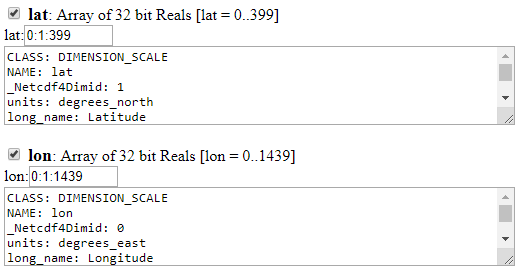 lat: Array of 32 bit Reals [lat = 0..399]
lat: 0:1:399
CLASS: DIMENSION_SCALE
NAME: lat
_Netcdf4Dimid: 1
units: degrees_north
long_name: Latitude
lon: Array of 32 bit Reals [lon = 0..1439]
lon: 0:1:1439
CLASS: DIMENSION_SCALE
NAME: lon
_Netcdf4Dimid: 0
units: degrees_east
long_name: Longitude